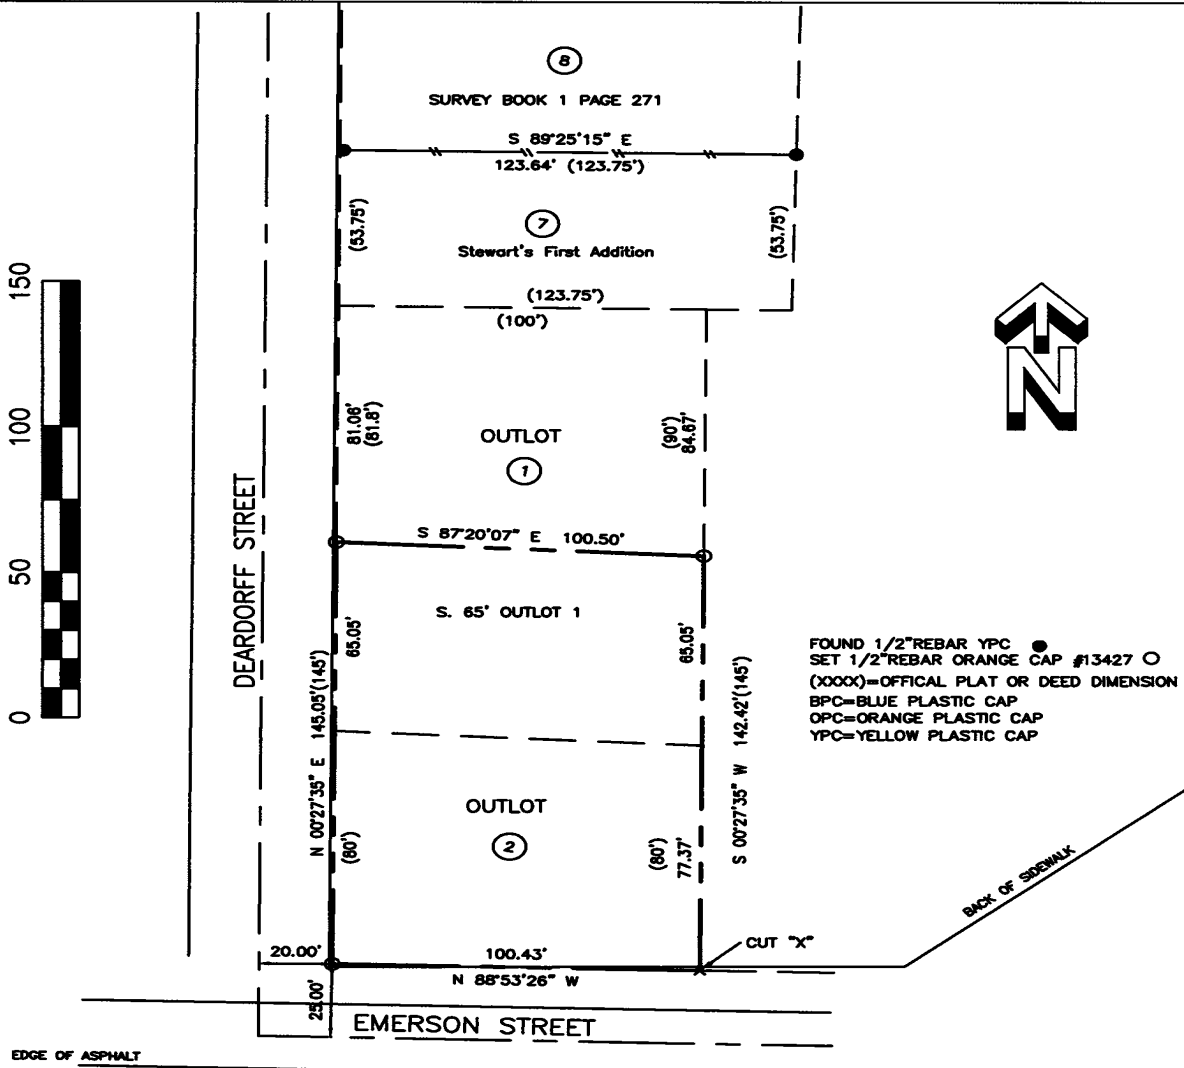 8
SURVEY BOOK 1 PAGE 271
S 89°25'15" E
123.64' (123.75')
(53.75')
7
(53.75')
Stewart's First Addition
(123.75')
(100')
150
100
50
0
81.06'
(81.8')
OUTLOT
1
(90')
84.67'
DEARDORFF STREET
S 87°20'07" E 100.50'
S. 65' OUTLOT 1
65.05'
65.05'
N 00°27'35" E 145.05'(145')
S 00°27'35" W 142.42'(145')
N
FOUND 1/2"REBAR YPC
SET 1/2"REBAR ORANGE CAP #13427
(XXXX)=OFFICAL PLAT OR DEED DIMENSION
BPC=BLUE PLASTIC CAP
OPC=ORANGE PLASTIC CAP
YPC=YELLOW PLASTIC CAP
OUTLOT
2
(80')
(80')
77.37'
BACK OF SIDEWALK
CUT "X"
20.00'
100.43'
N 88°53'26" W
25.00'
EMERSON STREET
EDGE OF ASPHALT